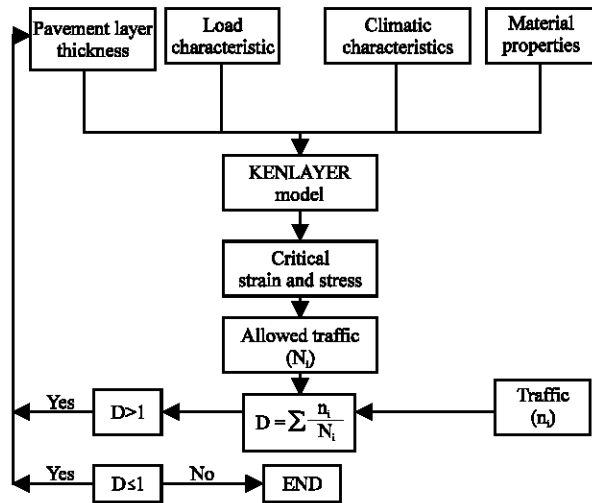 Pavement layer
thickness
Load
characteristic
Climatic
characteristics
Material
properties
KENLAYER
model
Critical
strain and stress
Allowed traffic
(Nᵢ)
Yes
D>1
D = ∑ nᵢ/Nᵢ
Traffic
(nᵢ)
Yes
D≤1
No
END